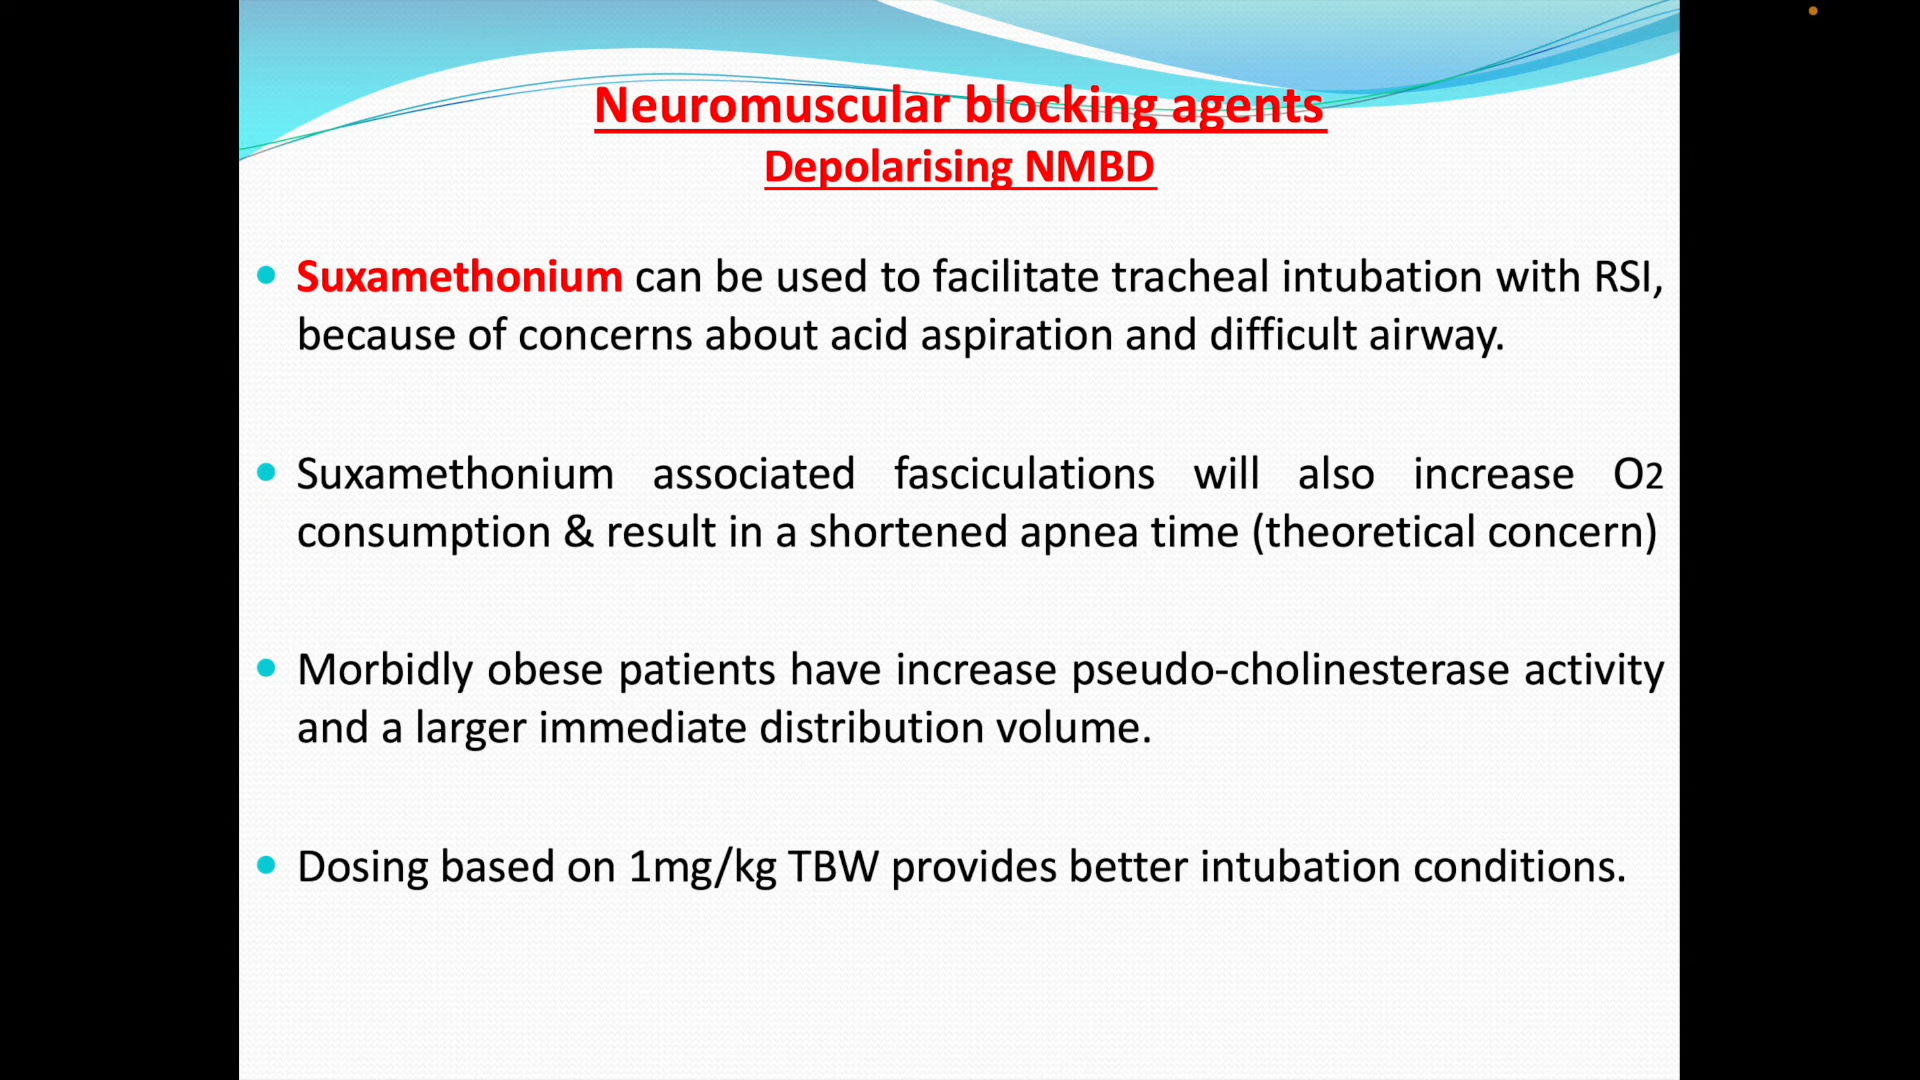 Neuromuscular blocking agents
Depolarising NMBD
• Suxamethonium can be used to facilitate tracheal intubation with RSI,
because of concerns about acid aspiration and difficult airway.
• Suxamethonium associated fasciculations will also increase O2
consumption & result in a shortened apnea time (theoretical concern)
• Morbidly obese patients have increase pseudo-cholinesterase activity
and a larger immediate distribution volume.
• Dosing based on 1mg/kg TBW provides better intubation conditions.